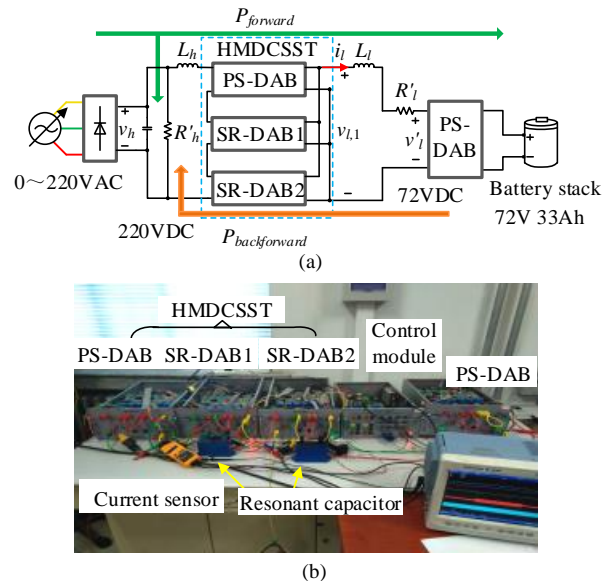 P_forward
L_h
HMDCSST
i_l
L_l
PS-DAB
SR-DAB1
SR-DAB2
+
v_h
−
R'_h
v_{l,1}
−
+
R'_l
+
v'_l
−
PS-
DAB
+
−
0~220VAC
220VDC
72VDC
Battery stack
72V 33Ah
P_backforward
(a)
HMDCSST
PS-DAB SR-DAB1 SR-DAB2
Control
module
PS-DAB
Current sensor
Resonant capacitor
(b)